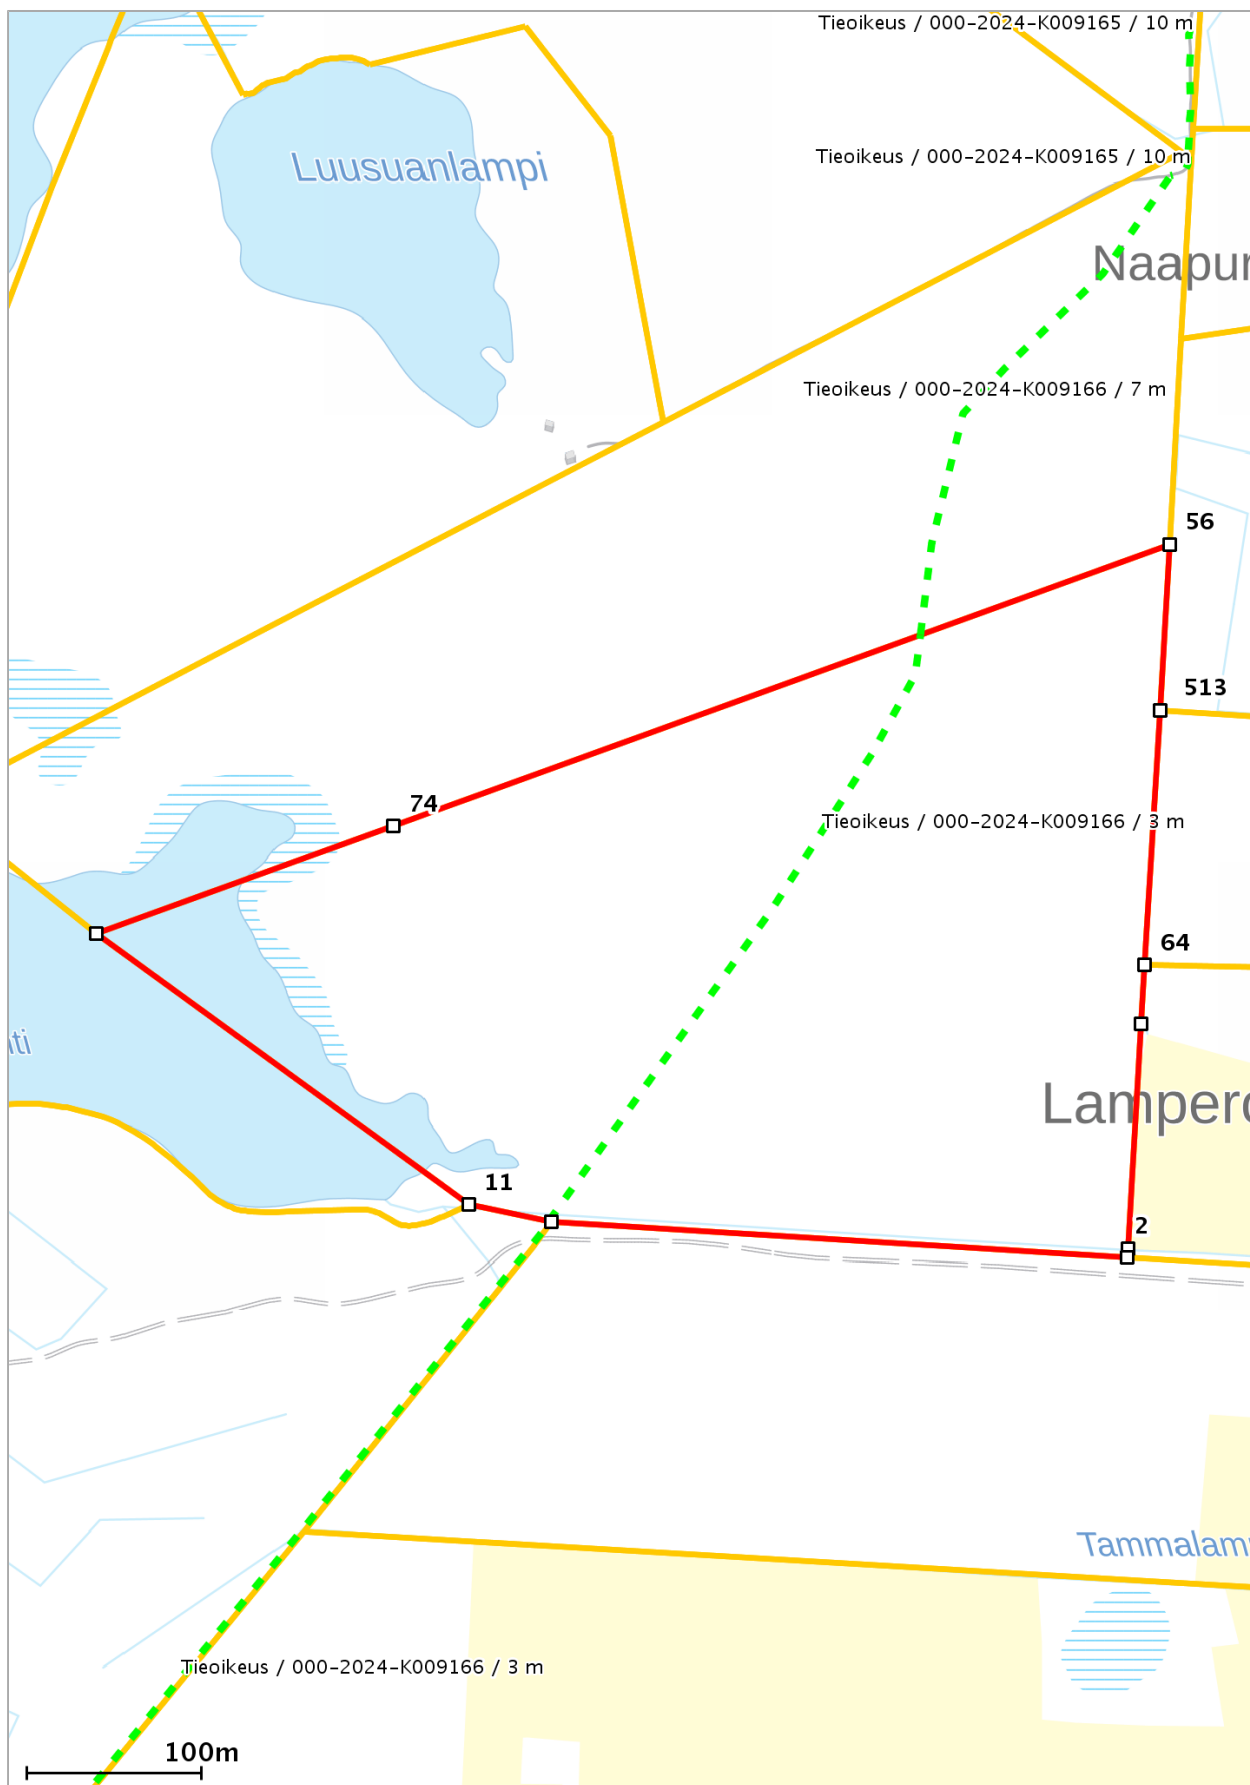 Tieoikeus / 000-2024-K009165 / 10 m
Luusuanlampi
Tieoikeus / 000-2024-K009165 / 10 m
Naapur
Tieoikeus / 000-2024-K009166 / 7 m
56
513
74
Tieoikeus / 000-2024-K009166 / 3 m
64
ti
Lamper
11
2
Tammalam
Tieoikeus / 000-2024-K009166 / 3 m
100m